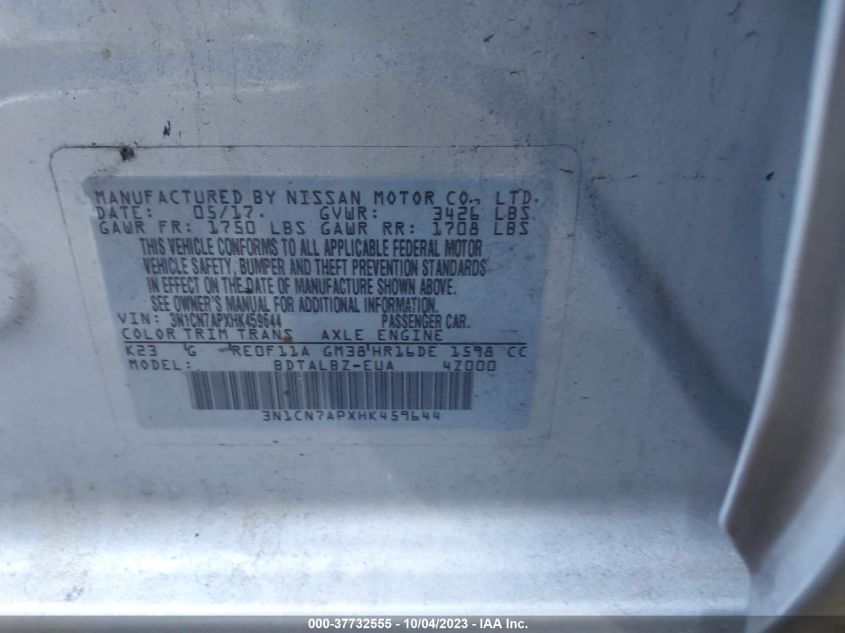 MANUFACTURED BY NISSAN MOTOR CO., LTD.
DATE: 05/17. GVWR: 3426 LBS
GAWR FR: 1750 LBS GAWR RR: 1708 LBS
THIS VEHICLE CONFORMS TO ALL APPLICABLE FEDERAL MOTOR
VEHICLE SAFETY, BUMPER AND THEFT PREVENTION STANDARDS
IN EFFECT ON THE DATE OF MANUFACTURE SHOWN ABOVE.
SEE OWNER'S MANUAL FOR ADDITIONAL INFORMATION.
VIN: 3N1CN7APXHK459644 PASSENGER CAR.
COLOR TRIM TRANS AXLE ENGINE
K23 G RE0F11A GM38 HR16DE 1598 CC
MODEL: BDTALBZ-EUA 4Z000
3N1CN7APXHK459644
000-37732555 - 10/04/2023 - IAA Inc.